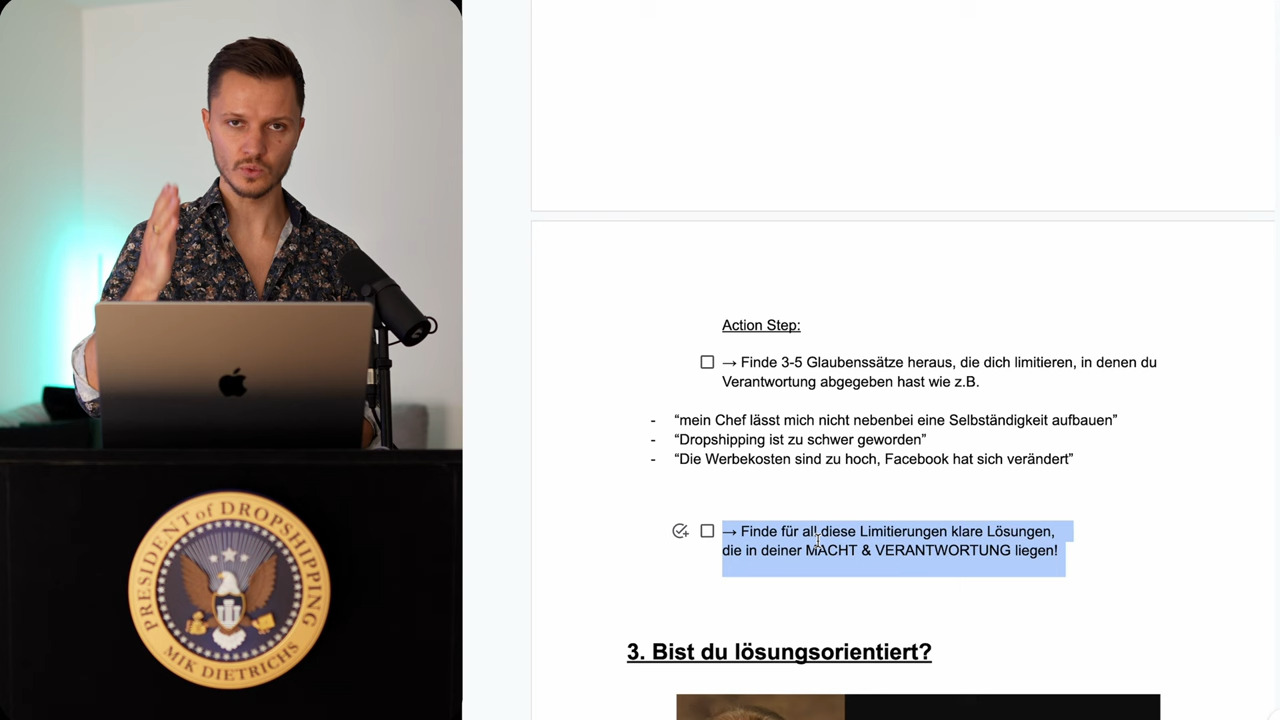 PRESIDENT of DROPSHIPPING
MIK DIETRICHS
Action Step:
→ Finde 3-5 Glaubenssätze heraus, die dich limitieren, in denen du
Verantwortung abgegeben hast wie z.B.
- “mein Chef lässt mich nicht nebenbei eine Selbständigkeit aufbauen”
- “Dropshipping ist zu schwer geworden”
- “Die Werbekosten sind zu hoch, Facebook hat sich verändert”
→ Finde für all diese Limitierungen klare Lösungen,
die in deiner MACHT & VERANTWORTUNG liegen!
3. Bist du lösungsorientiert?